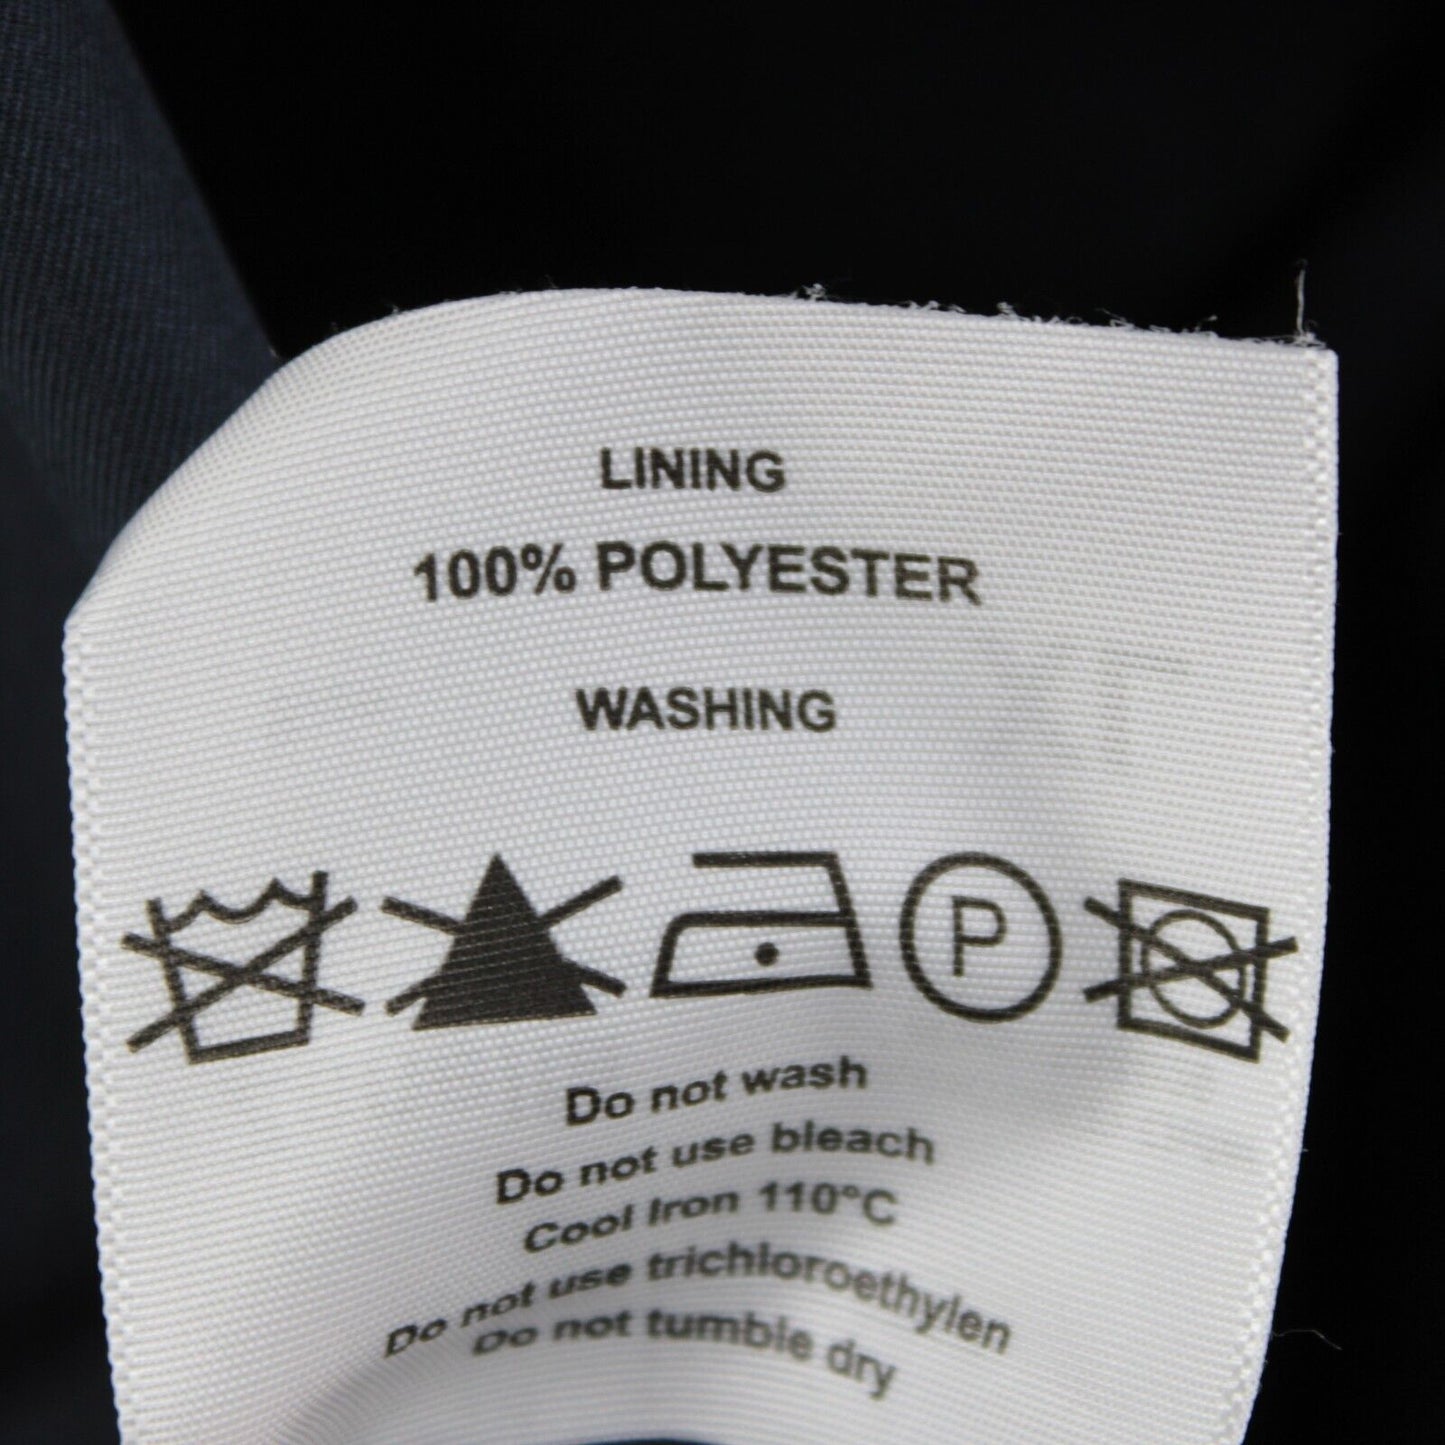 LINING
100% POLYESTER
WASHING
P
Do not wash
Do not use bleach
Cool Iron 110°C
Do not use trichloroethylen
Do not tumble dry